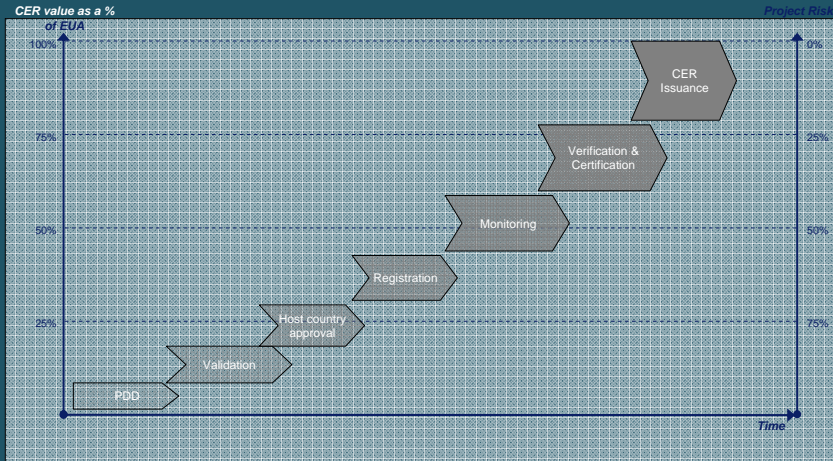 CER value as a %
of EUA
Project Risk
100%
0%
CER
Issuance
75%
25%
Verification &
Certification
50%
50%
Monitoring
Registration
25%
75%
Host country
approval
Validation
PDD
Time